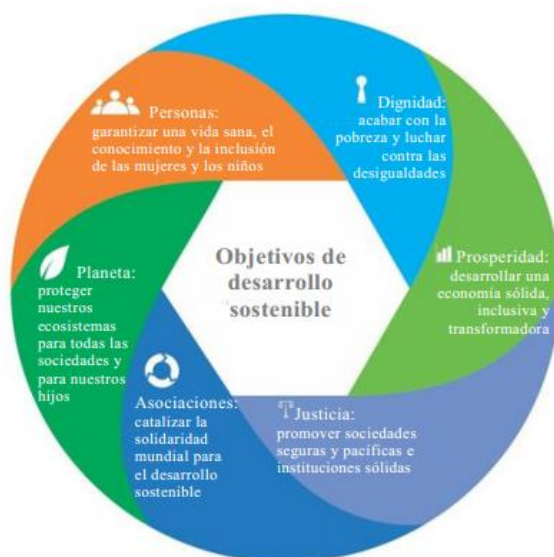 Personas:
garantizar una vida sana, el
conocimiento y la inclusión
de las mujeres y los niños
Dignidad:
acabar con la
pobreza y luchar
contra las
desigualdades
Prosperidad:
desarrollar una
economía sólida,
inclusiva y
transformadora
Justicia:
promover sociedades
seguras y pacíficas e
instituciones sólidas
Asociaciones:
catalizar la
solidaridad
mundial para
el desarrollo
sostenible
Planeta:
proteger
nuestros
ecosistemas
para todas las
sociedades y
para nuestros
hijos
Objetivos de
desarrollo
sostenible